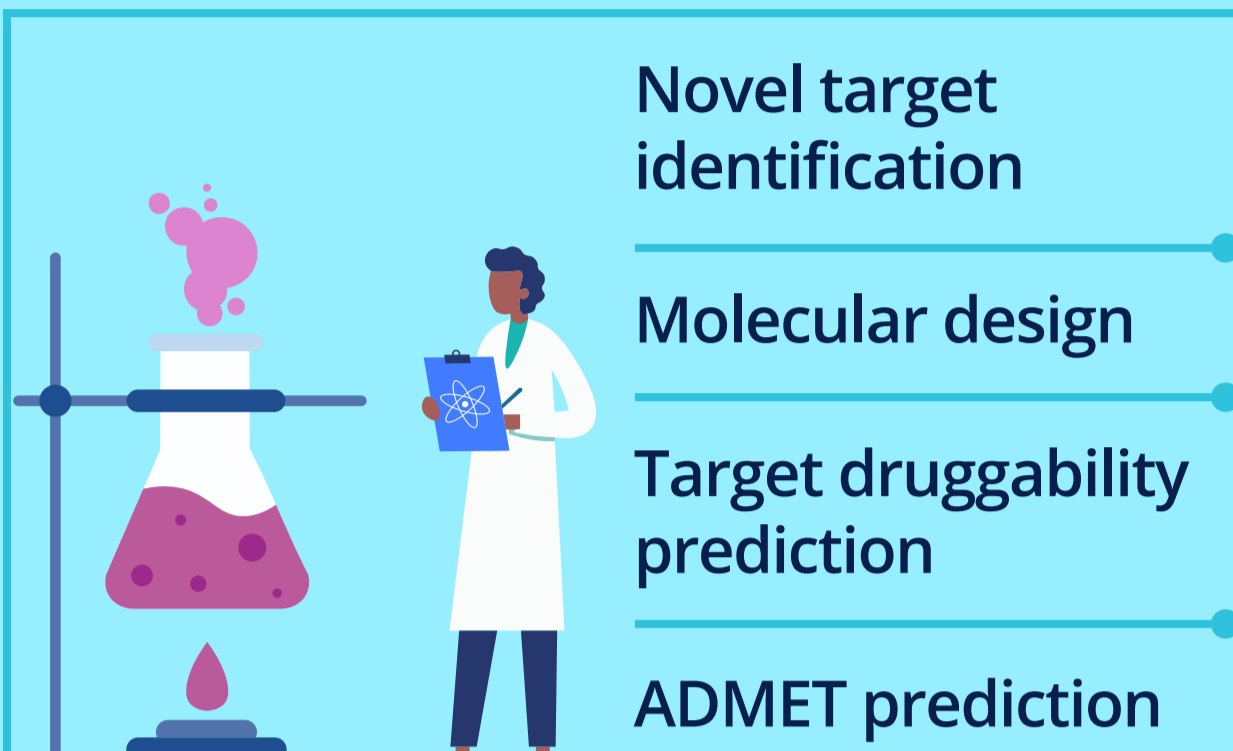 Novel target
identification
Molecular design
Target druggability
prediction
ADMET prediction